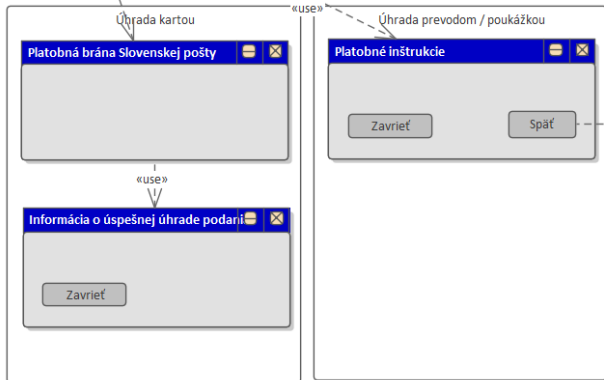 Úhrada kartou
«use»
Úhrada prevodom / poukážkou
Platobná brána Slovenskej pošty
Platobné inštrukcie
Zavrieť
Späť
«use»
Informácia o úspešnej úhrade podani
Zavrieť